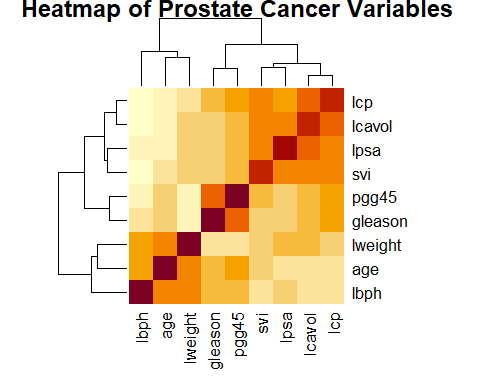 Heatmap of Prostate Cancer Variables
lcp
lcavol
lpsa
svi
pgg45
gleason
lweight
age
lbph
lbph
age
lweight
gleason
pgg45
svi
lpsa
lcavol
lcp